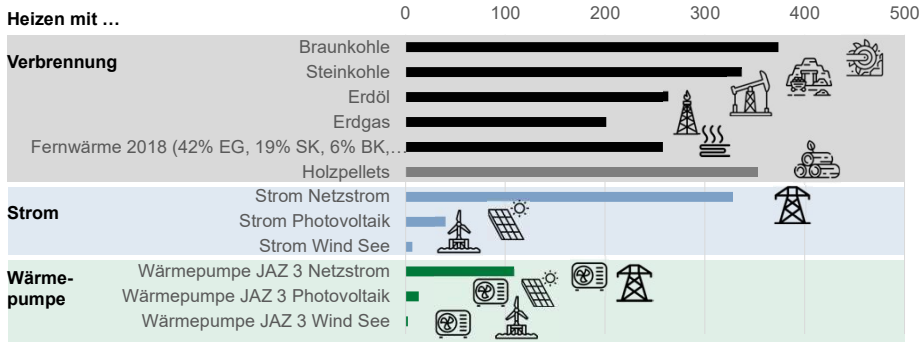 Heizen mit …
0 100 200 300 400 500
Verbrennung
Braunkohle
Steinkohle
Erdöl
Erdgas
Fernwärme 2018 (42% EG, 19% SK, 6% BK,…
Holzpellets
Strom
Strom Netzstrom
Strom Photovoltaik
Strom Wind See
Wärme-
pumpe
Wärmepumpe JAZ 3 Netzstrom
Wärmepumpe JAZ 3 Photovoltaik
Wärmepumpe JAZ 3 Wind See